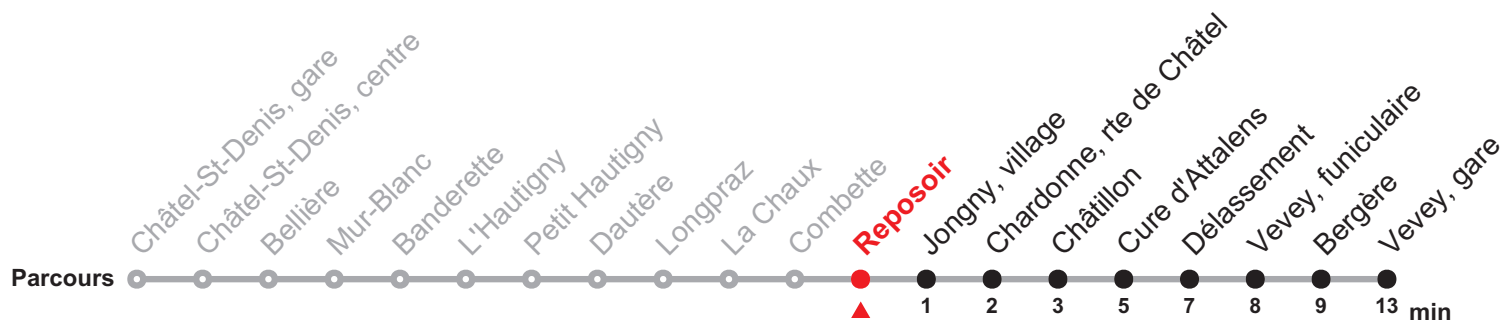 Châtel-St-Denis, gare
Châtel-St-Denis, centre
Bellière
Mur-Blanc
Banderette
L'Hautigny
Petit Hautigny
Dautère
Longpraz
La Chaux
Combette
Reposoir
Jongny, village
Chardonne, rte de Châtel
Châtillon
Cure d'Attalens
Délassement
Vevey, funiculaire
Bergère
Vevey, gare
Parcours
1 2 3 5 7 8 9 13 min